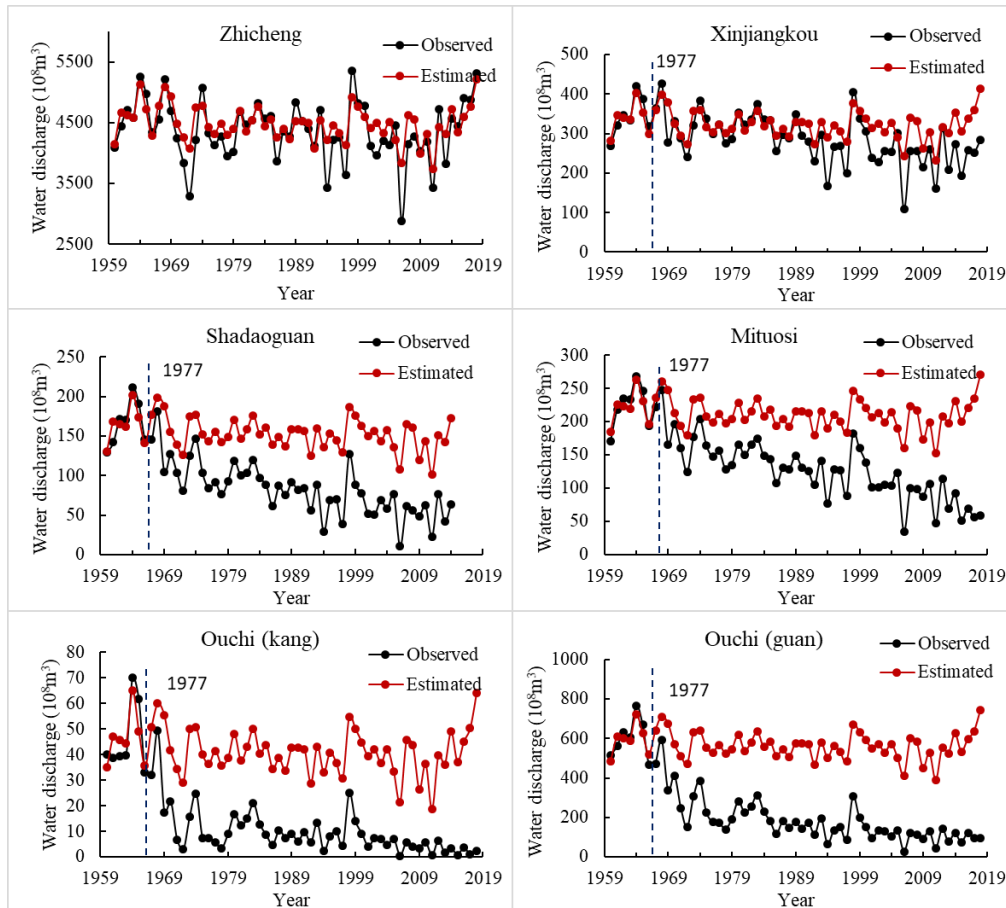 Zhicheng
Water discharge (10⁸m³)
5500
4500
3500
2500
Observed
Estimated
1959 1969 1979 1989 1999 2009 2019
Year
Xinjiangkou
Water discharge (10⁸m³)
500
400
300
200
100
0
1977
Observed
Estimated
1959 1969 1979 1989 1999 2009 2019
Year
Shadaoguan
Water discharge (10⁸m³)
250
200
150
100
50
0
1977
Observed
Estimated
1959 1969 1979 1989 1999 2009 2019
Year
Mituosi
Water discharge (10⁸m³)
300
250
200
150
100
50
0
1977
Observed
Estimated
1959 1969 1979 1989 1999 2009 2019
Year
Ouchi (kang)
Water discharge (10⁸m³)
80
70
60
50
40
30
20
10
0
1977
Observed
Estimated
1959 1969 1979 1989 1999 2009 2019
Year
Ouchi (guan)
Water discharge (10⁸m³)
1000
800
600
400
200
0
1977
Observed
Estimated
1959 1969 1979 1989 1999 2009 2019
Year